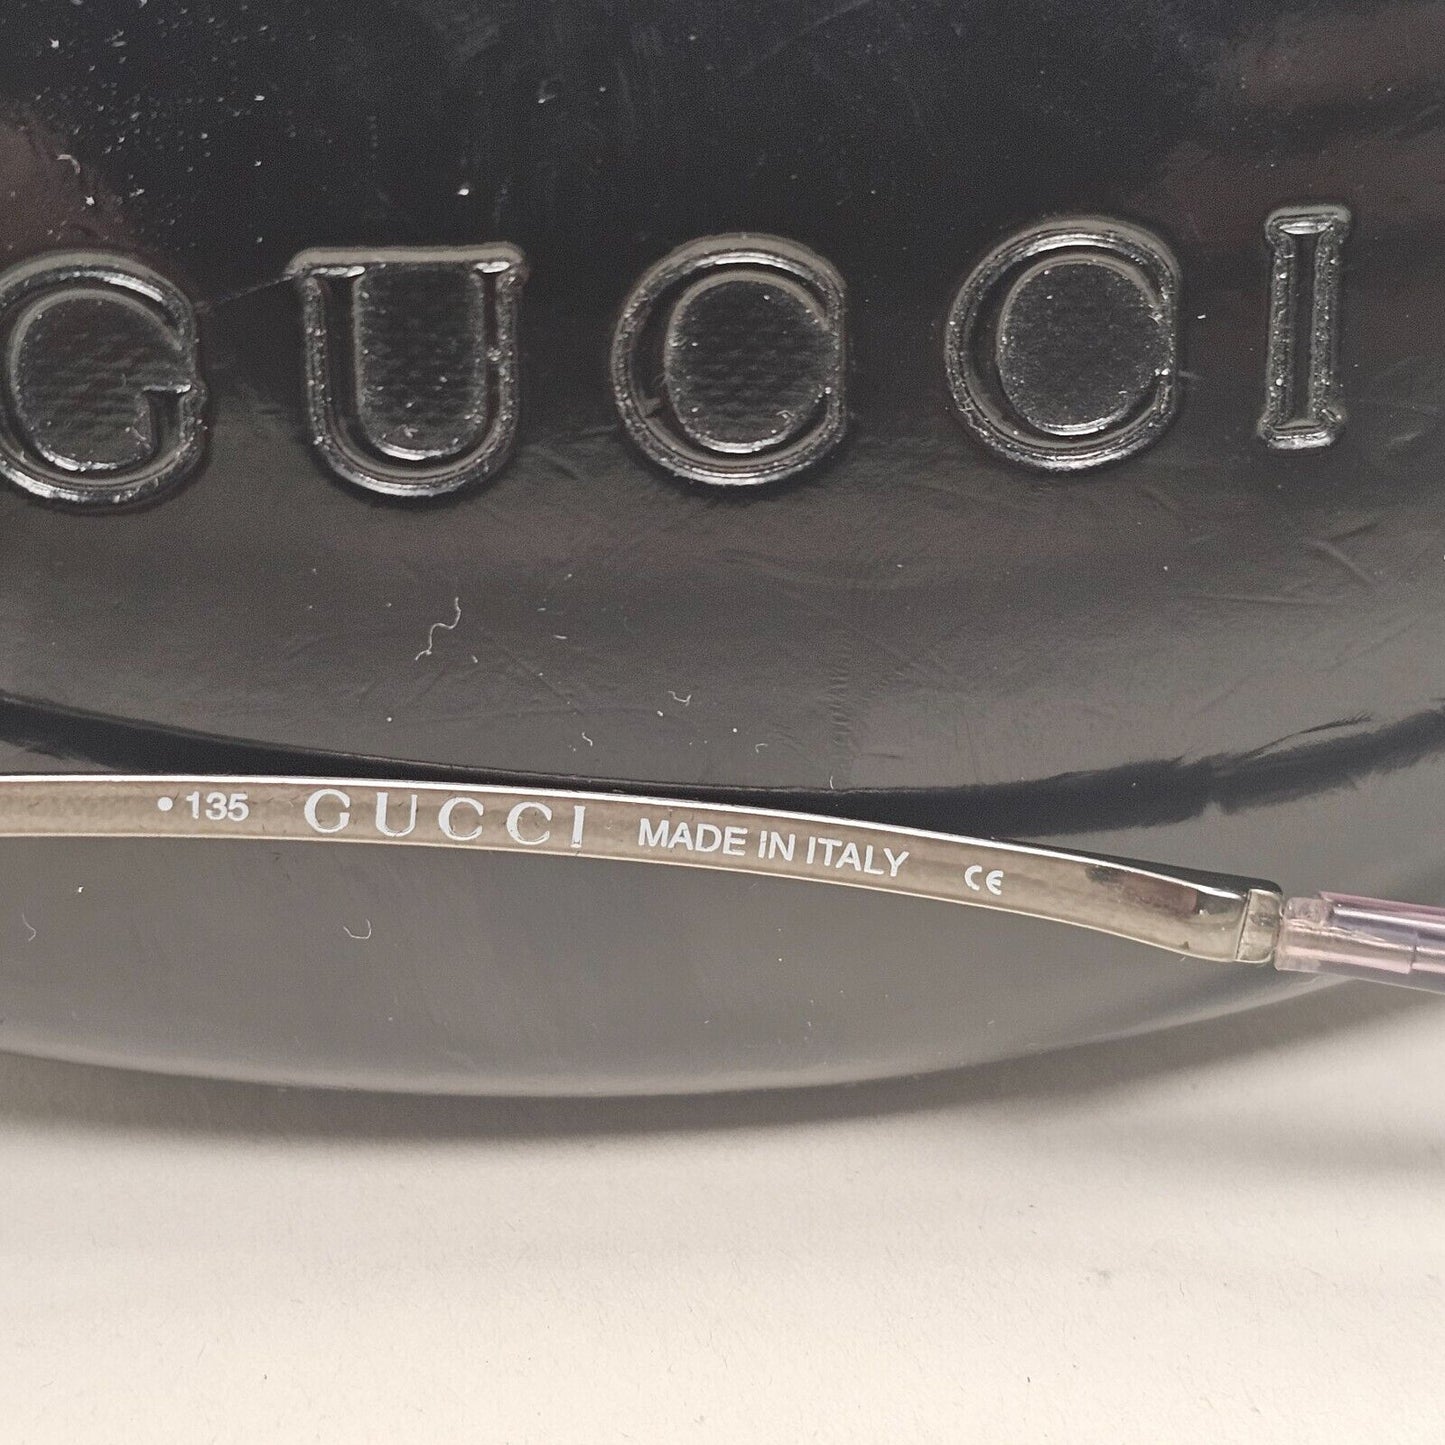 GUCCI
• 135 GUCCI MADE IN ITALY CE